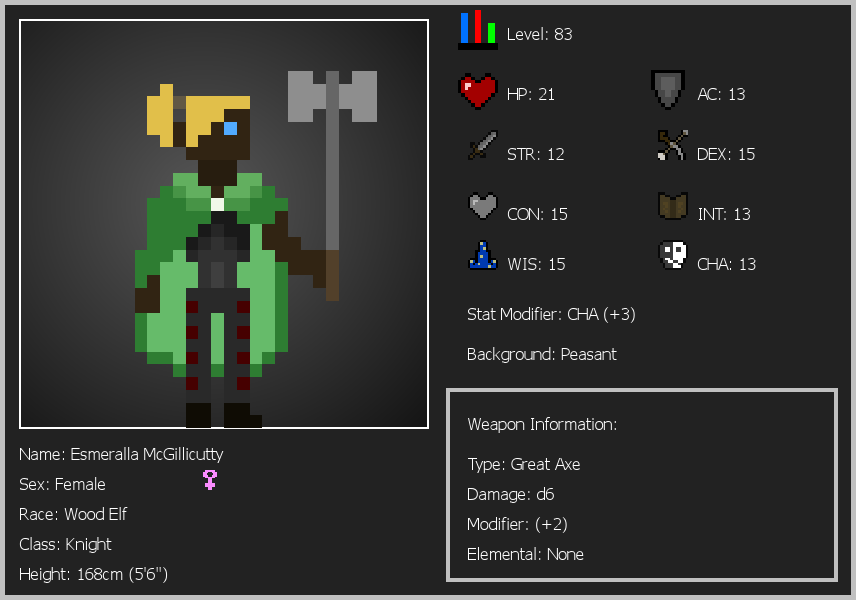 Level: 83
HP: 21
AC: 13
STR: 12
DEX: 15
CON: 15
INT: 13
WIS: 15
CHA: 13
Stat Modifier: CHA (+3)
Background: Peasant
Weapon Information:
Type: Great Axe
Damage: d6
Modifier: (+2)
Elemental: None
Name: Esmeralla McGillicutty
Sex: Female
Race: Wood Elf
Class: Knight
Height: 168cm (5'6")